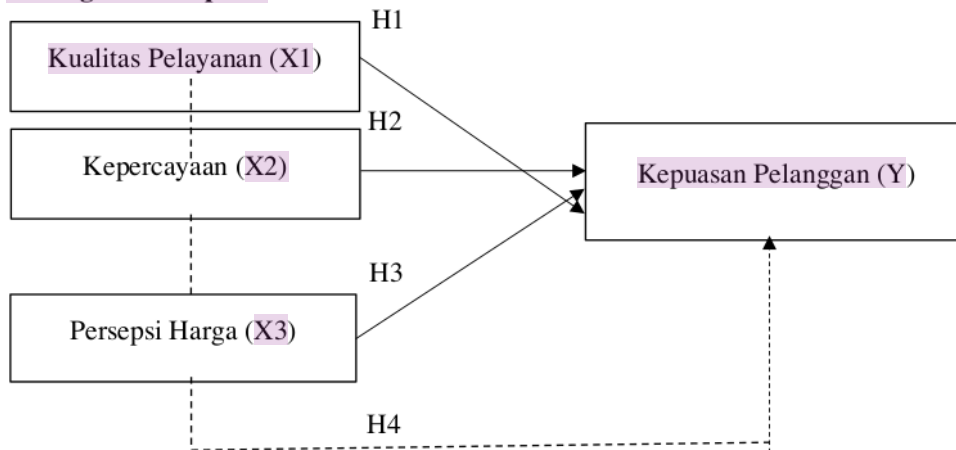 H1
Kualitas Pelayanan (X1)
H2
Kepercayaan (X2)
Kepuasan Pelanggan (Y)
H3
Persepsi Harga (X3)
H4